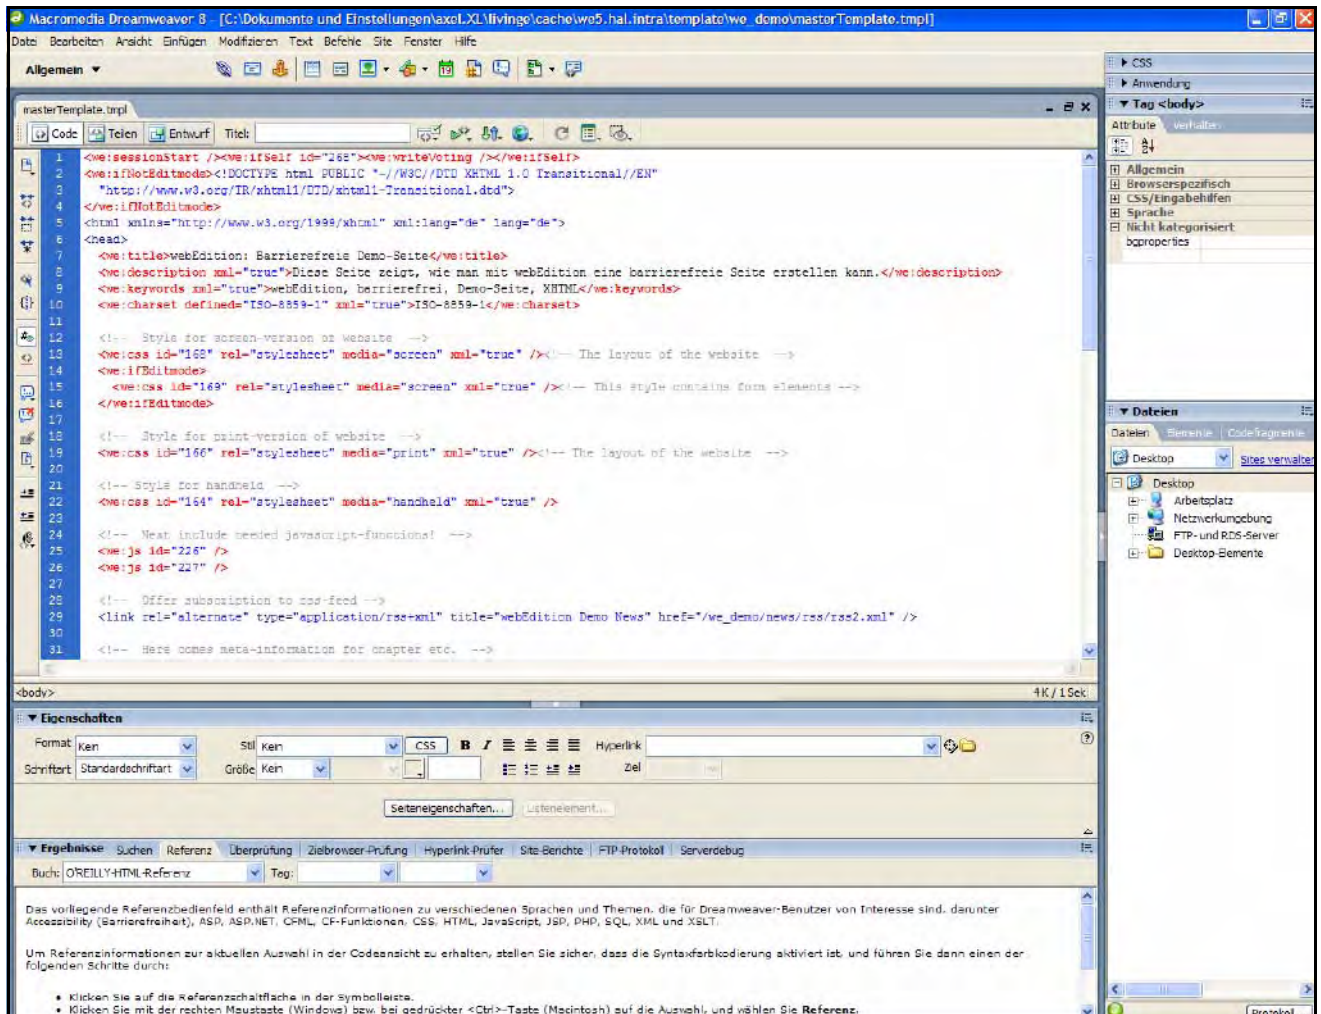 Macromedia Dreamweaver 8 - [C:\Dokumente und Einstellungen\axel.XL\livinge\cache\we5.hal.intra\template\we_demo\masterTemplate.tmpl]
Datei Bearbeiten Ansicht Einfügen Modifizieren Text Befehle Site Fenster Hilfe
Allgemein
masterTemplate.tmpl
Code Teilen Entwurf Titel:
1 <we:sessionStart /><we:ifSelf id="268"><we:writeVoting /></we:ifSelf>
2 <we:ifNotEditmode><!DOCTYPE html PUBLIC "-//W3C//DTD XHTML 1.0 Transitional//EN"
3 "http://www.w3.org/TR/xhtml1/DTD/xhtml1-Transitional.dtd">
4 </we:ifNotEditmode>
5 <html xmlns="http://www.w3.org/1999/xhtml" xml:lang="de" lang="de">
6 <head>
7 <we:title>webEdition: Barrierefreie Demo-Seite</we:title>
8 <we:description xml="true">Diese Seite zeigt, wie man mit webEdition eine barrierefreie Seite erstellen kann.</we:description>
9 <we:keywords xml="true">webEdition, barrierefrei, Demo-Seite, XHTML</we:keywords>
10 <we:charset defined="ISO-8859-1" xml="true">ISO-8859-1</we:charset>
11
12 <!-- Style for screen-version of website -->
13 <we:css id="168" rel="stylesheet" media="screen" xml="true" /><!-- The layout of the website -->
14 <we:ifEditmode>
15 <we:css id="169" rel="stylesheet" media="screen" xml="true" /><!-- This style contains form elements -->
16 </we:ifEditmode>
17
18 <!-- Style for print-version of website -->
19 <we:css id="166" rel="stylesheet" media="print" xml="true" /><!-- The layout of the website -->
20
21 <!-- Style for handheld -->
22 <we:css id="164" rel="stylesheet" media="handheld" xml="true" />
23
24 <!-- Next include needed javascript-functions! -->
25 <we:js id="226" />
26 <we:js id="227" />
27
28 <!-- Offer subscription to rss-feed -->
29 <link rel="alternate" type="application/rss+xml" title="webEdition Demo News" href="/we_demo/news/rss/rss2.xml" />
30
31 <!-- Here comes meta-information for chapter etc. -->
<body> 4K / 1 Sek
Eigenschaften
Format Kein Stil Kein CSS B I Hyperlink
Schriftart Standardschriftart Größe Kein Ziel
Seiteneigenschaften... Listenelement...
Ergebnisse Suchen Referenz Überprüfung Zielbrowser-Prüfung Hyperlink-Prüfer Site-Berichte FTP-Protokoll Serverdebug
Buch: O'REILLY-HTML-Referenz Tag:
Das vorliegende Referenzbedienfeld enthält Referenzinformationen zu verschiedenen Sprachen und Themen, die für Dreamweaver-Benutzer von Interesse sind, darunter
Accessibility (Barrierefreiheit), ASP, ASP.NET, CFML, CF-Funktionen, CSS, HTML, JavaScript, JSP, PHP, SQL, XML und XSLT.
Um Referenzinformationen zur aktuellen Auswahl in der Codeansicht zu erhalten, stellen Sie sicher, dass die Syntaxfarbkodierung aktiviert ist, und führen Sie dann einen der
folgenden Schritte durch:
• Klicken Sie auf die Referenzschaltfläche in der Symbolleiste.
• Klicken Sie mit der rechten Maustaste (Windows) bzw. bei gedrückter <Ctrl>-Taste (Macintosh) auf die Auswahl, und wählen Sie Referenz.
CSS
Anwendung
Tag <body>
Attribute Verhalten
Allgemein
Browserspezifisch
CSS/Eingabehilfen
Sprache
Nicht kategorisiert
bgproperties
Dateien
Dateien Elemente Codefragmente
Desktop Sites verwalten
Desktop
Arbeitsplatz
Netzwerkumgebung
FTP- und RDS-Server
Desktop-Elemente
Protokoll...